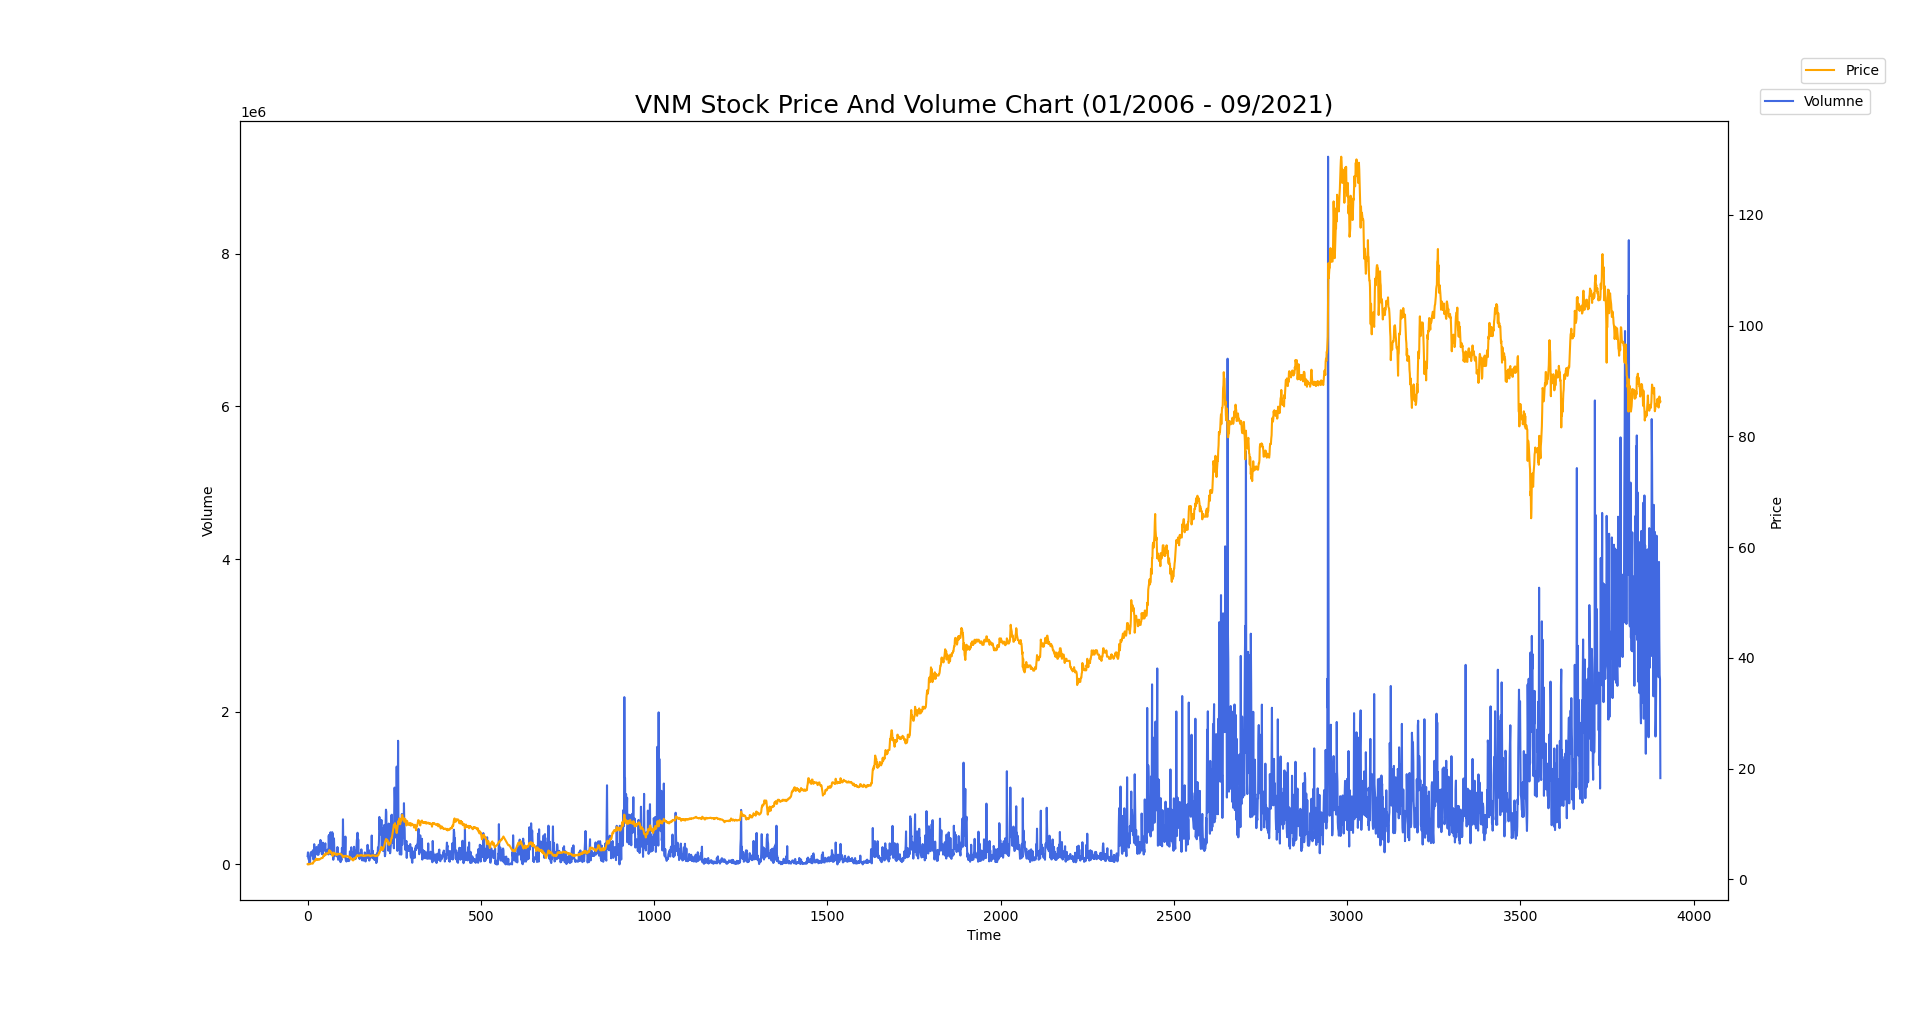 Price
Volumne
VNM Stock Price And Volume Chart (01/2006 - 09/2021)
1e6
8
6
4
2
0
Volume
120
100
80
60
40
20
0
Price
0 500 1000 1500 2000 2500 3000 3500 4000
Time